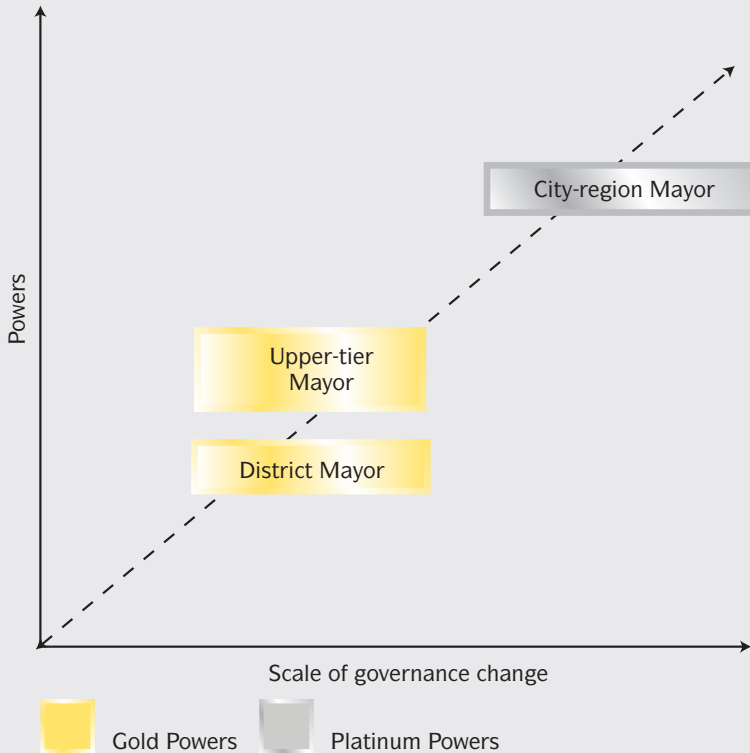 City-region Mayor
Powers
Upper-tier
Mayor
District Mayor
Scale of governance change
Gold Powers
Platinum Powers